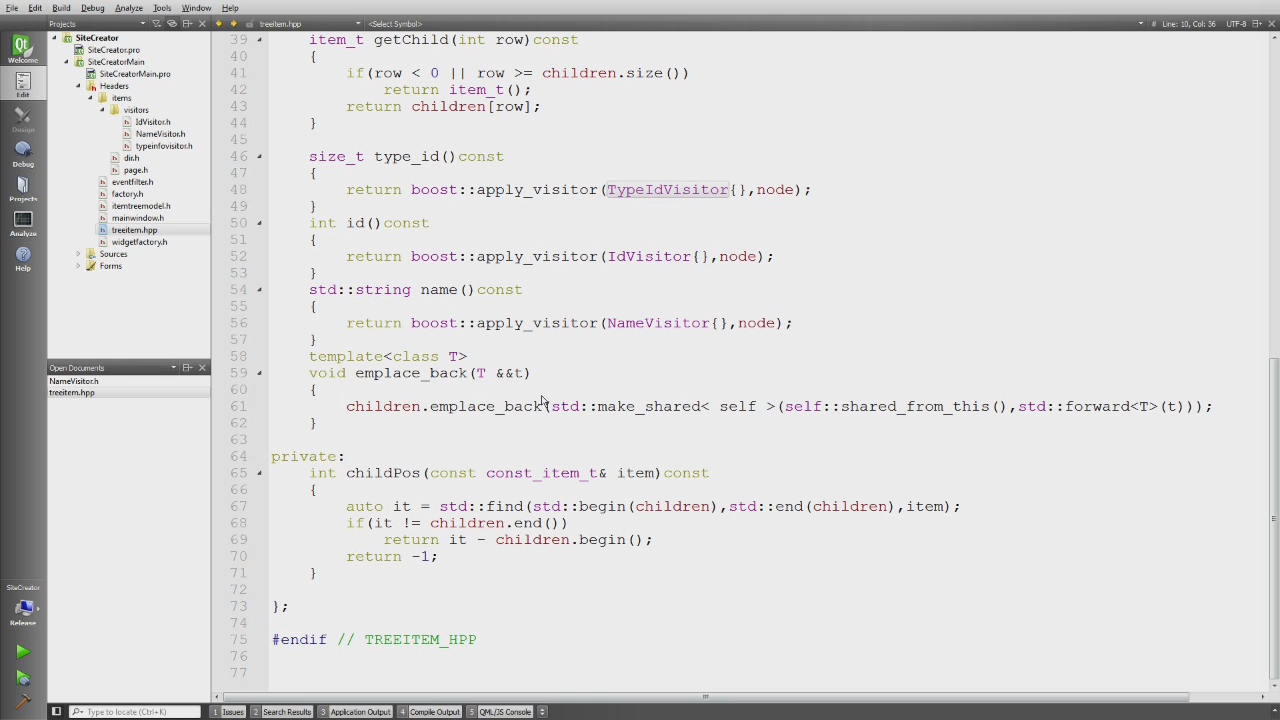 File Edit Build Debug Analyze Tools Window Help
Projects
treeitem.hpp
<Select Symbol>
# Line: 10, Col: 36
UTF-8
Welcome
Edit
Design
Debug
Projects
Analyze
Help
SiteCreator
SiteCreator.pro
SiteCreatorMain
SiteCreatorMain.pro
Headers
items
visitors
IdVisitor.h
NameVisitor.h
typeinfovisitor.h
dir.h
page.h
eventfilter.h
factory.h
itemtreemodel.h
mainwindow.h
treeitem.hpp
widgetfactory.h
Sources
Forms
Open Documents
NameVisitor.h
treeitem.hpp
39 item_t getChild(int row)const
40 {
41 if(row < 0 || row >= children.size())
42 return item_t();
43 return children[row];
44 }
45
46 size_t type_id()const
47 {
48 return boost::apply_visitor(TypeIdVisitor{},node);
49 }
50 int id()const
51 {
52 return boost::apply_visitor(IdVisitor{},node);
53 }
54 std::string name()const
55 {
56 return boost::apply_visitor(NameVisitor{},node);
57 }
58 template<class T>
59 void emplace_back(T &&t)
60 {
61 children.emplace_back(std::make_shared< self >(self::shared_from_this(),std::forward<T>(t)));
62 }
63
64 private:
65 int childPos(const const_item_t& item)const
66 {
67 auto it = std::find(std::begin(children),std::end(children),item);
68 if(it != children.end())
69 return it - children.begin();
70 return -1;
71 }
72
73 };
74
75 #endif // TREEITEM_HPP
76
77
SiteCreator
Release
Type to locate (Ctrl+K)
1 Issues 2 Search Results 3 Application Output 4 Compile Output 5 QML/JS Console